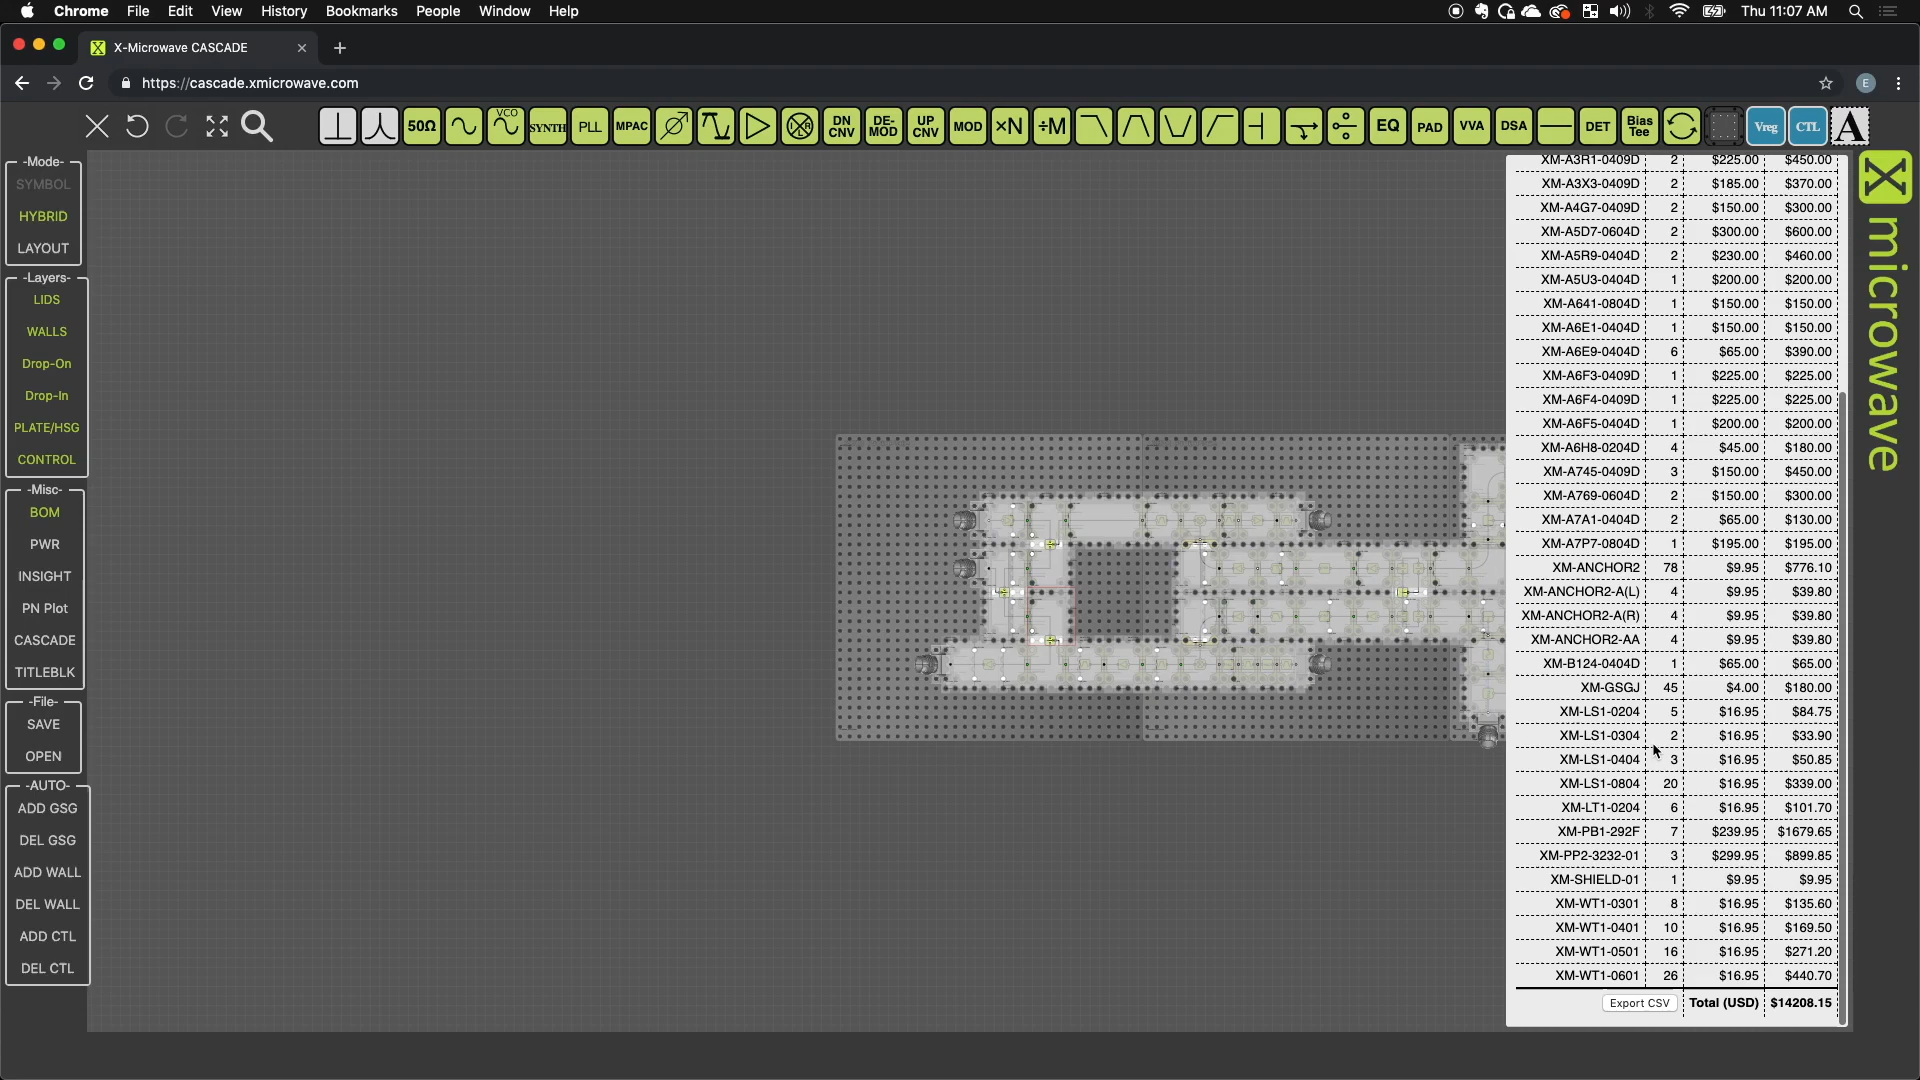 Chrome File Edit View History Bookmarks People Window Help Thu 11:07 AM
X-Microwave CASCADE
https://cascade.xmicrowave.com E
50Ω VCO SYNTH PLL MPAC DN CNV DE-MOD UP CNV MOD ×N ÷M EQ PAD VVA DSA DET Bias Tee Vreg CTL A
-Mode-
SYMBOL
HYBRID
LAYOUT
-Layers-
LIDS
WALLS
Drop-On
Drop-In
PLATE/HSG
CONTROL
-Misc-
BOM
PWR
INSIGHT
PN Plot
CASCADE
TITLEBLK
-File-
SAVE
OPEN
-AUTO-
ADD GSG
DEL GSG
ADD WALL
DEL WALL
ADD CTL
DEL CTL
XM-A3R1-0409D 2 $225.00 $450.00
XM-A3X3-0409D 2 $185.00 $370.00
XM-A4G7-0409D 2 $150.00 $300.00
XM-A5D7-0604D 2 $300.00 $600.00
XM-A5R9-0404D 2 $230.00 $460.00
XM-A5U3-0404D 1 $200.00 $200.00
XM-A641-0804D 1 $150.00 $150.00
XM-A6E1-0404D 1 $150.00 $150.00
XM-A6E9-0404D 6 $65.00 $390.00
XM-A6F3-0409D 1 $225.00 $225.00
XM-A6F4-0409D 1 $225.00 $225.00
XM-A6F5-0404D 1 $200.00 $200.00
XM-A6H8-0204D 4 $45.00 $180.00
XM-A745-0409D 3 $150.00 $450.00
XM-A769-0604D 2 $150.00 $300.00
XM-A7A1-0404D 2 $65.00 $130.00
XM-A7P7-0804D 1 $195.00 $195.00
XM-ANCHOR2 78 $9.95 $776.10
XM-ANCHOR2-A(L) 4 $9.95 $39.80
XM-ANCHOR2-A(R) 4 $9.95 $39.80
XM-ANCHOR2-AA 4 $9.95 $39.80
XM-B124-0404D 1 $65.00 $65.00
XM-GSGJ 45 $4.00 $180.00
XM-LS1-0204 5 $16.95 $84.75
XM-LS1-0304 2 $16.95 $33.90
XM-LS1-0404 3 $16.95 $50.85
XM-LS1-0804 20 $16.95 $339.00
XM-LT1-0204 6 $16.95 $101.70
XM-PB1-292F 7 $239.95 $1679.65
XM-PP2-3232-01 3 $299.95 $899.85
XM-SHIELD-01 1 $9.95 $9.95
XM-WT1-0301 8 $16.95 $135.60
XM-WT1-0401 10 $16.95 $169.50
XM-WT1-0501 16 $16.95 $271.20
XM-WT1-0601 26 $16.95 $440.70
Export CSV Total (USD) $14208.15
X microwave